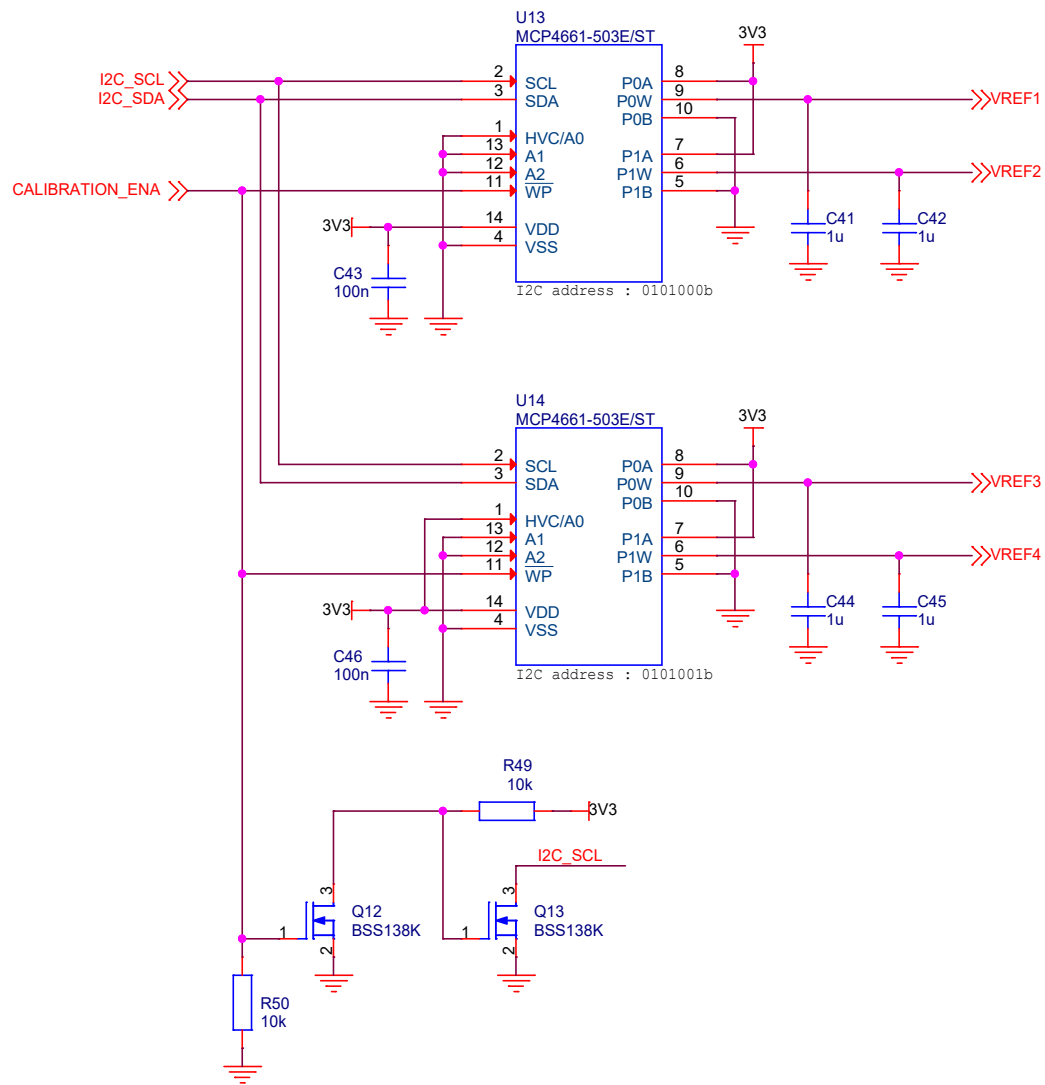 U13
MCP4661-503E/ST
3V3
I2C_SCL
I2C_SDA
2 SCL
3 SDA
1 HVC/A0
13 A1
12 A2
11 WP
14 VDD
4 VSS
P0A 8
P0W 9
P0B 10
P1A 7
P1W 6
P1B 5
VREF1
VREF2
CALIBRATION_ENA
3V3
C43
100n
C41
1u
C42
1u
I2C address : 0101000b
U14
MCP4661-503E/ST
3V3
2 SCL
3 SDA
1 HVC/A0
13 A1
12 A2
11 WP
14 VDD
4 VSS
P0A 8
P0W 9
P0B 10
P1A 7
P1W 6
P1B 5
VREF3
VREF4
3V3
C46
100n
C44
1u
C45
1u
I2C address : 0101001b
R49
10k
3V3
I2C_SCL
3
1
2
Q12
BSS138K
3
1
2
Q13
BSS138K
R50
10k